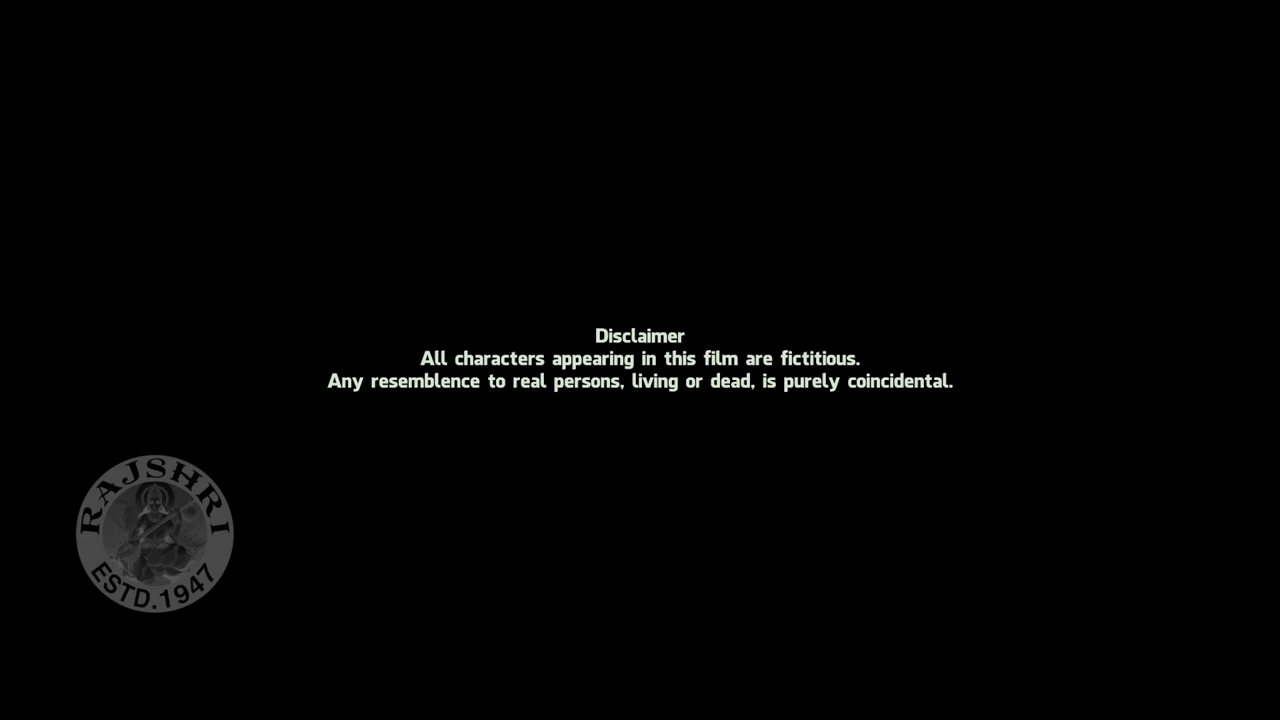 Disclaimer
All characters appearing in this film are fictitious.
Any resemblence to real persons, living or dead, is purely coincidental.
RAJSHRI
ESTD.1947